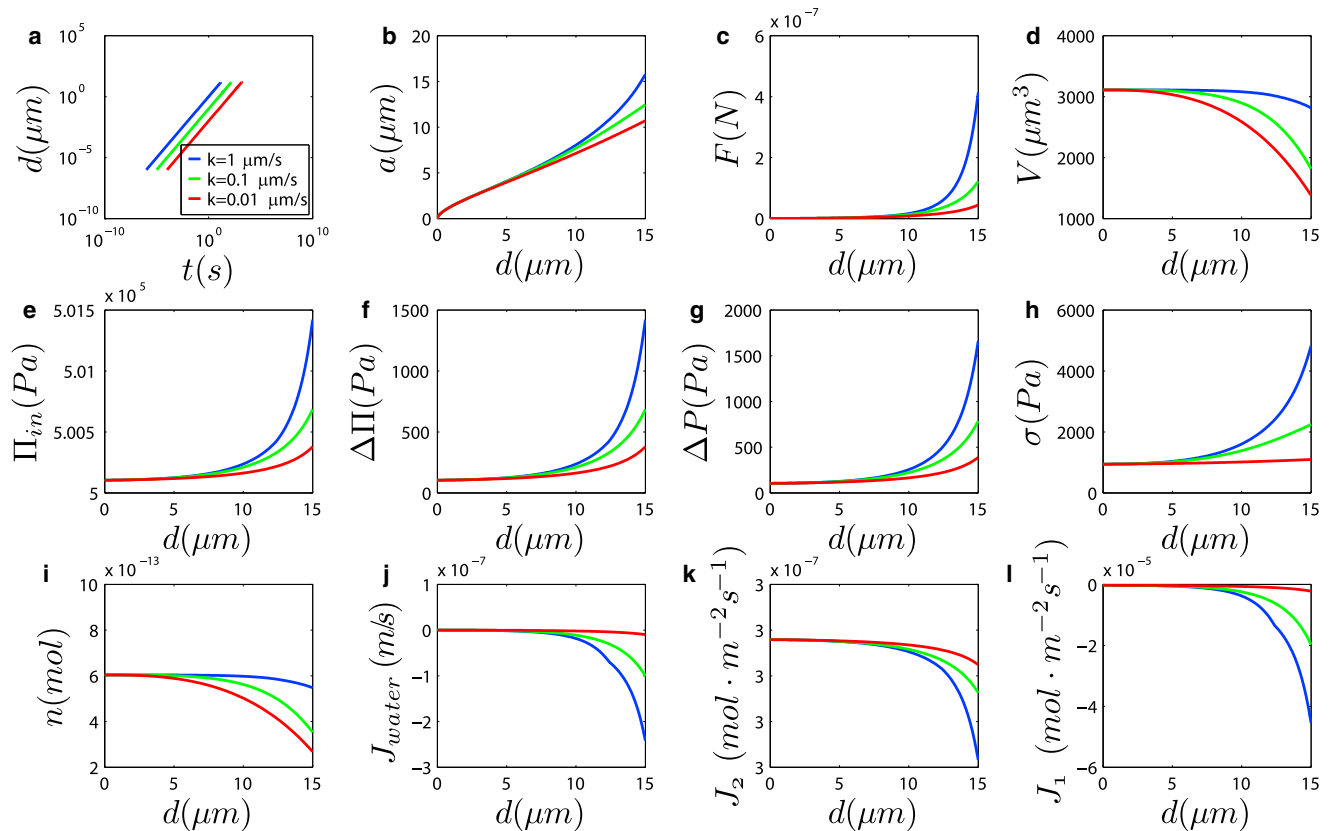 a
10^5
10^0
10^−5
10^−10
d(μm)
k=1 μm/s
k=0.1 μm/s
k=0.01 μm/s
10^−10 10^0 10^10
t(s)
b
20
15
10
5
0
a(μm)
0 5 10 15
d(μm)
c
x 10^−7
6
4
2
0
F(N)
0 5 10 15
d(μm)
d
4000
3000
2000
1000
V(μm^3)
0 5 10 15
d(μm)
e
x 10^5
5.015
5.01
5.005
5
Π_in(Pa)
0 5 10 15
d(μm)
f
1500
1000
500
0
ΔΠ(Pa)
0 5 10 15
d(μm)
g
2000
1500
1000
500
0
ΔP(Pa)
0 5 10 15
d(μm)
h
6000
4000
2000
0
σ(Pa)
0 5 10 15
d(μm)
i
x 10^−13
10
8
6
4
2
n(mol)
0 5 10 15
d(μm)
j
x 10^−7
1
0
−1
−2
−3
J_water (m/s)
0 5 10 15
d(μm)
k
x 10^−7
3
3
3
3
3
J_2 (mol · m^−2 s^−1)
0 5 10 15
d(μm)
l
x 10^−5
0
−2
−4
−6
J_1 (mol · m^−2 s^−1)
0 5 10 15
d(μm)